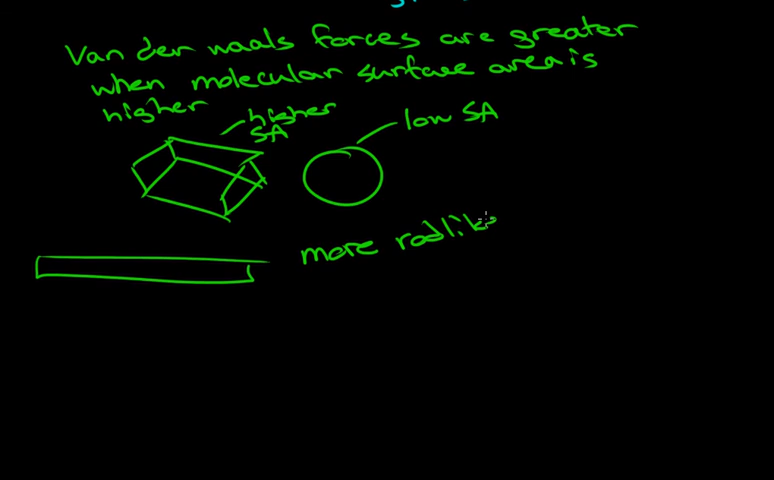 Van der waals forces are greater
when molecular surface area is
higher
higher
SA
low SA
more rodlike